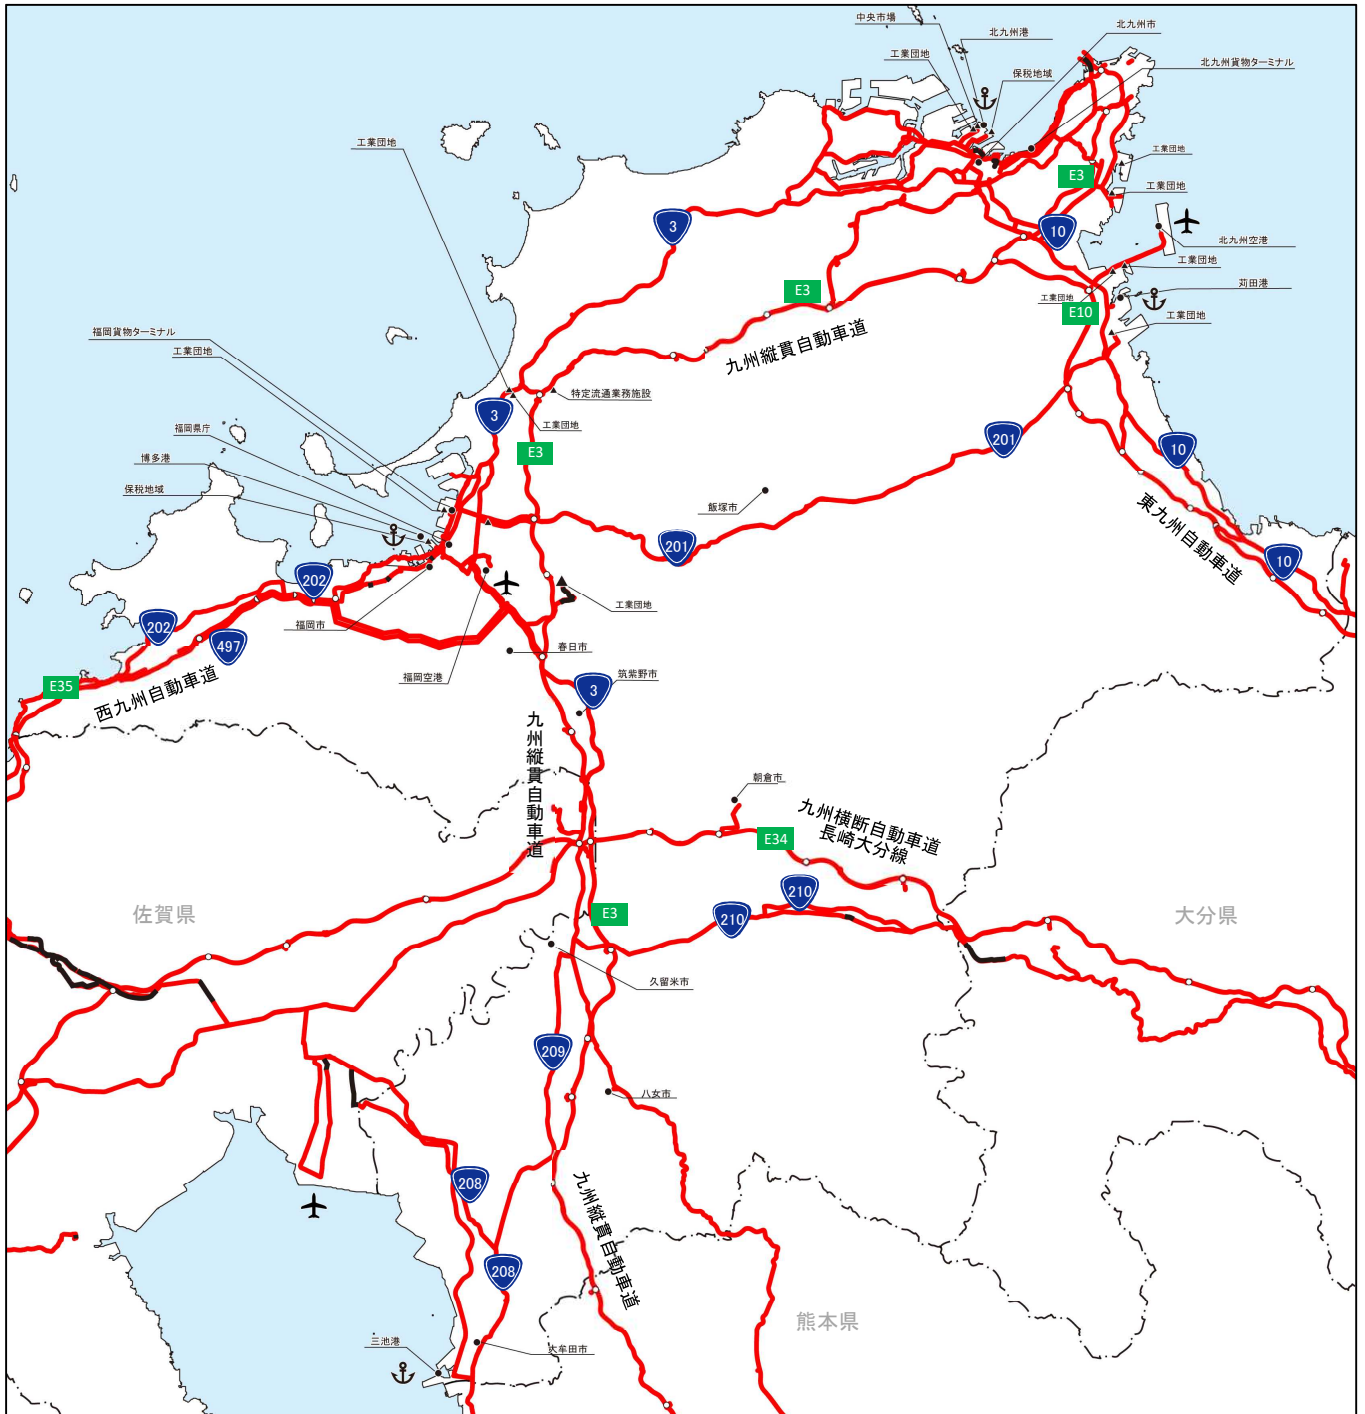 中央市場
北九州港
北九州市
工業団地
保税地域
北九州貨物ターミナル
工業団地
工業団地
E3
工業団地
3
10
北九州空港
工業団地
E3
工業団地
苅田港
E10
工業団地
福岡貨物ターミナル
工業団地
九州縦貫自動車道
特定流通業務施設
3
工業団地
福岡県庁
E3
201
10
博多港
保税地域
飯塚市
東九州自動車道
201
10
202
工業団地
202
福岡市
497
春日市
福岡空港
筑紫野市
E35
3
西九州自動車道
九州縦貫自動車道
朝倉市
九州横断自動車道
長崎大分線
E34
210
佐賀県
E3
210
大分県
久留米市
209
八女市
208
九州縦貫自動車道
208
熊本県
三池港
大牟田市